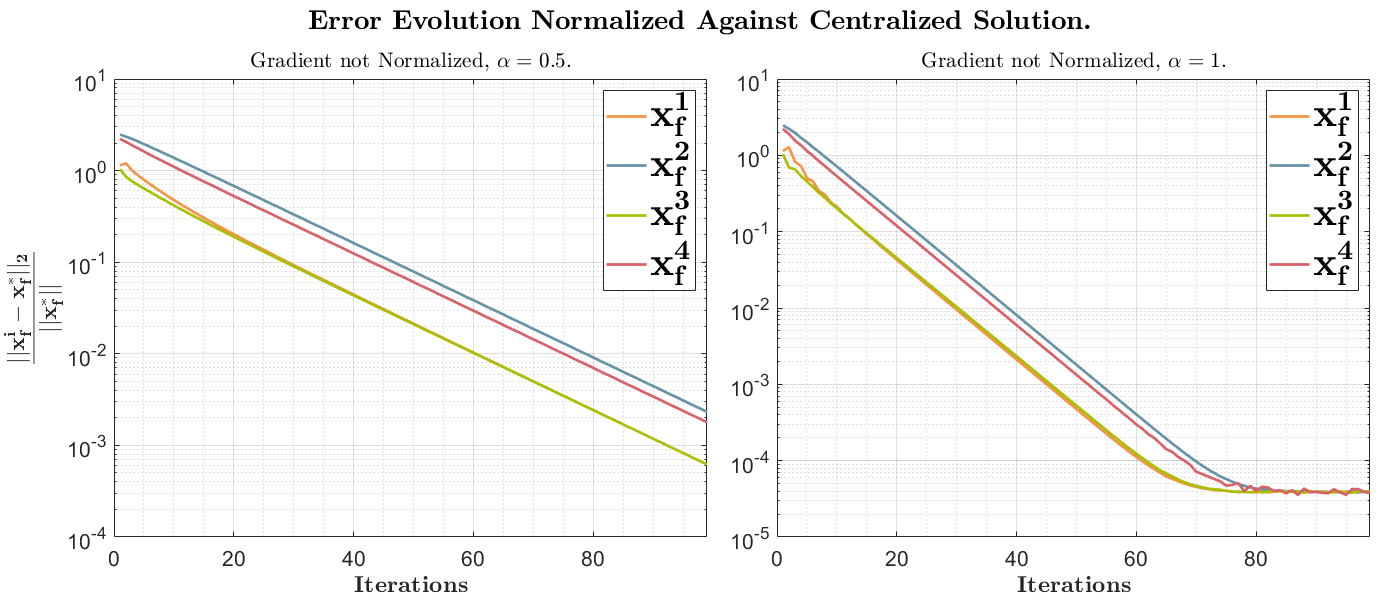 Error Evolution Normalized Against Centralized Solution.
Gradient not Normalized, α = 0.5.
10^1
10^0
10^-1
10^-2
10^-3
10^-4
0 20 40 60 80
Iterations
||x_f^i − x_f^*||_2
||x_f^*||
x_f^1
x_f^2
x_f^3
x_f^4
Gradient not Normalized, α = 1.
10^1
10^0
10^-1
10^-2
10^-3
10^-4
10^-5
0 20 40 60 80
Iterations
x_f^1
x_f^2
x_f^3
x_f^4